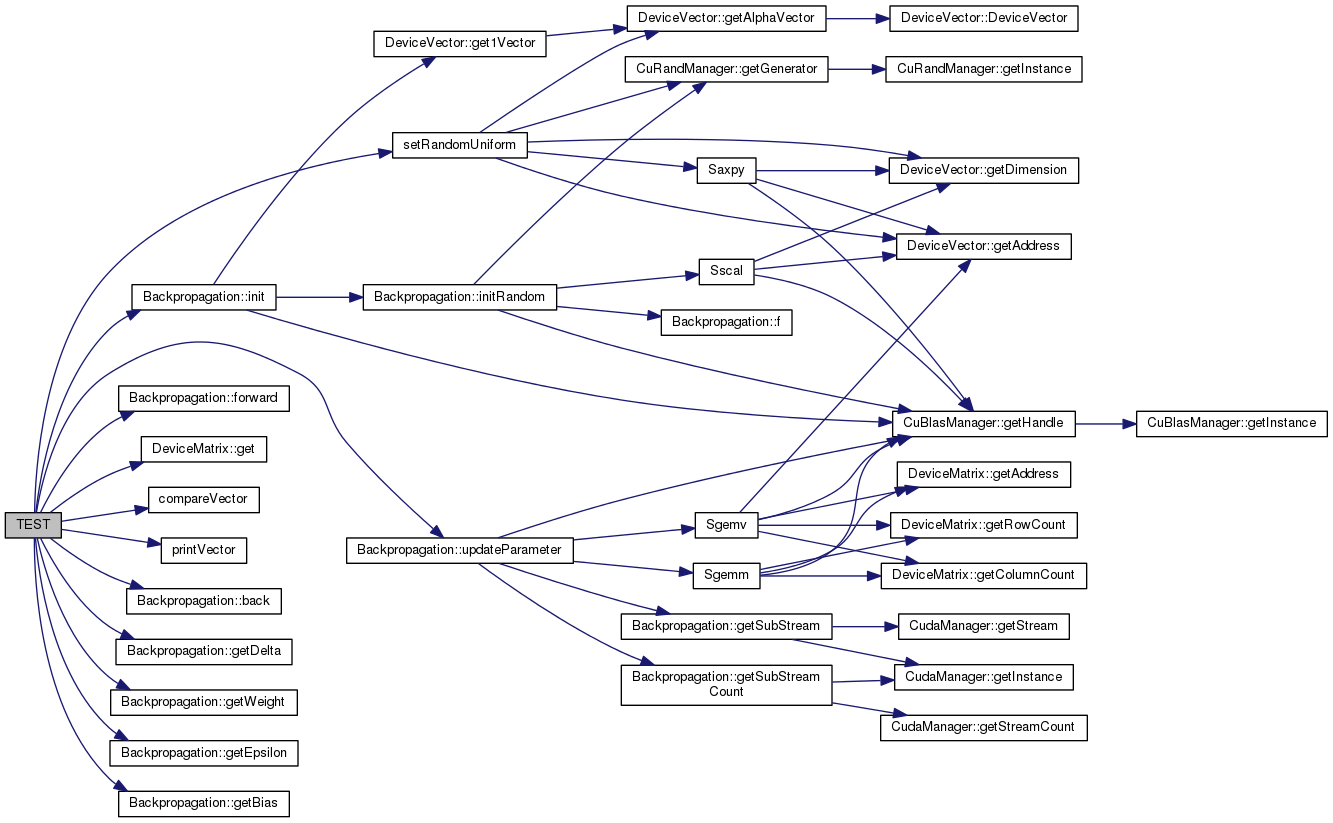 TEST
Backpropagation::init
Backpropagation::forward
DeviceMatrix::get
compareVector
printVector
Backpropagation::back
Backpropagation::getDelta
Backpropagation::getWeight
Backpropagation::getEpsilon
Backpropagation::getBias
DeviceVector::get1Vector
setRandomUniform
Backpropagation::initRandom
Backpropagation::updateParameter
DeviceVector::getAlphaVector
CuRandManager::getGenerator
Saxpy
Sscal
Backpropagation::f
Sgemv
Sgemm
Backpropagation::getSubStream
Backpropagation::getSubStream
Count
DeviceVector::DeviceVector
CuRandManager::getInstance
DeviceVector::getDimension
DeviceVector::getAddress
CuBlasManager::getHandle
DeviceMatrix::getAddress
DeviceMatrix::getRowCount
DeviceMatrix::getColumnCount
CudaManager::getStream
CudaManager::getInstance
CudaManager::getStreamCount
CuBlasManager::getInstance